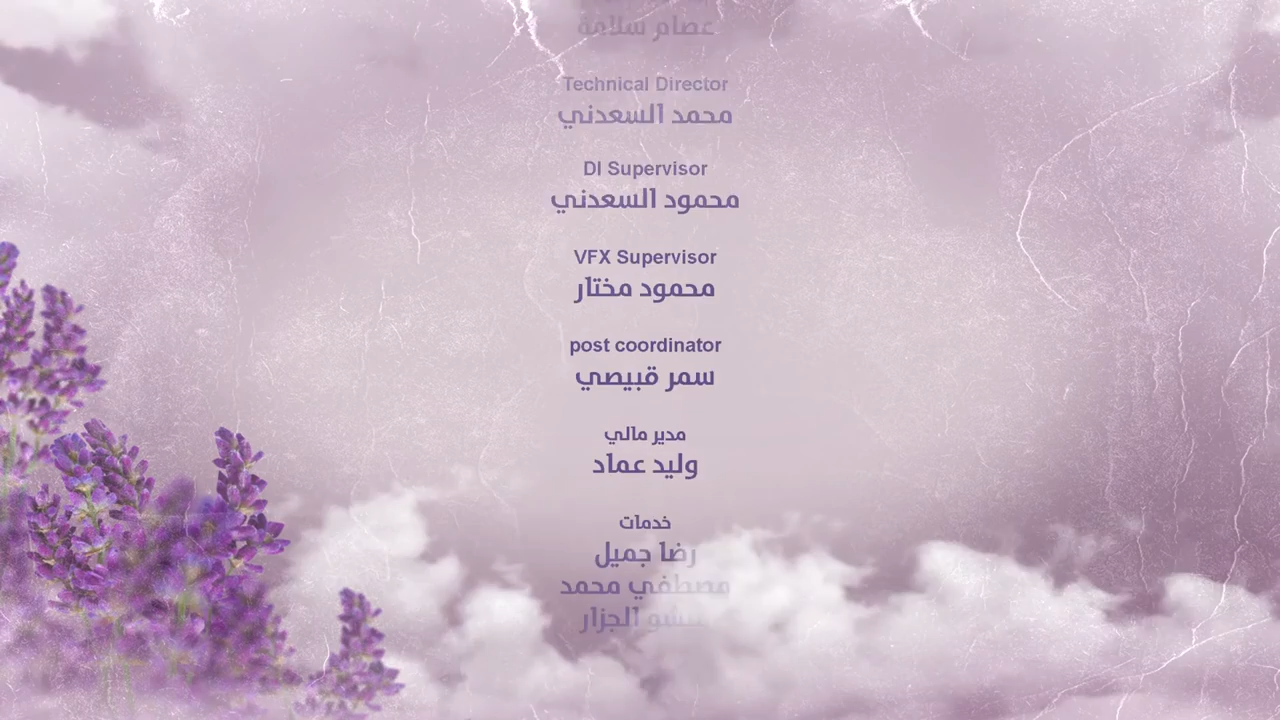 عصام سلامة
Technical Director
محمد السعدني
DI Supervisor
محمود السعدني
VFX Supervisor
محمود مختار
post coordinator
سمر قبيصي
مدير مالي
وليد عماد
خدمات
رضا جميل
مصطفي محمد
الجزار